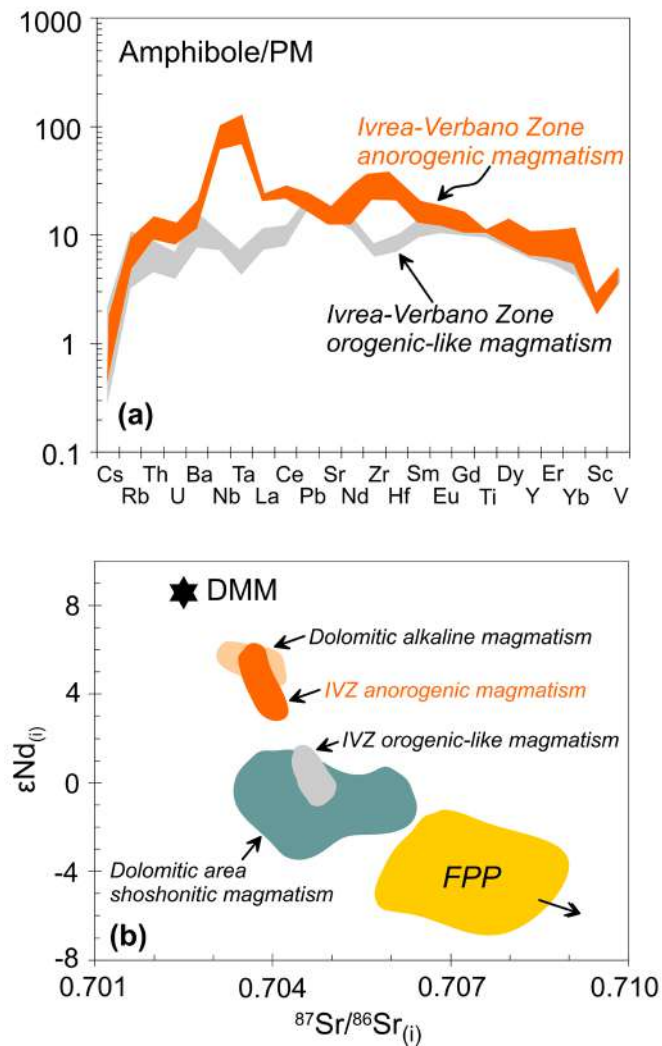 1000
Amphibole/PM
100
Ivrea-Verbano Zone
anorogenic magmatism
10
1
Ivrea-Verbano Zone
orogenic-like magmatism
(a)
0.1
Cs Th Ba Ta Ce Sr Zr Sm Gd Dy Er Sc
Rb U Nb La Pb Nd Hf Eu Ti Y Yb V
8
DMM
Dolomitic alkaline magmatism
4
IVZ anorogenic magmatism
εNd(i)
IVZ orogenic-like magmatism
0
Dolomitic area
shoshonitic magmatism
-4
FPP
(b)
-8
0.701 0.704 0.707 0.710
⁸⁷Sr/⁸⁶Sr(i)